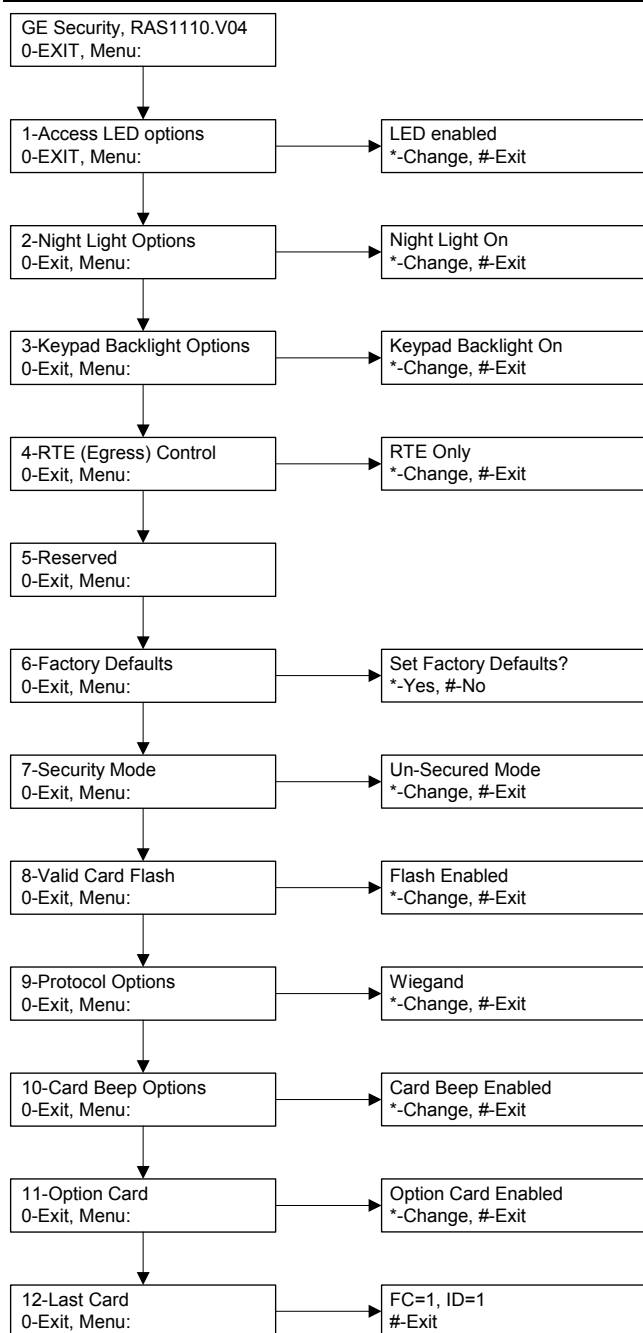 GE Security, RAS1110.V04
0-EXIT, Menu:
1-Access LED options
0-EXIT, Menu:
LED enabled
*-Change, #-Exit
2-Night Light Options
0-Exit, Menu:
Night Light On
*-Change, #-Exit
3-Keypad Backlight Options
0-Exit, Menu:
Keypad Backlight On
*-Change, #-Exit
4-RTE (Egress) Control
0-Exit, Menu:
RTE Only
*-Change, #-Exit
5-Reserved
0-Exit, Menu:
6-Factory Defaults
0-Exit, Menu:
Set Factory Defaults?
*-Yes, #-No
7-Security Mode
0-Exit, Menu:
Un-Secured Mode
*-Change, #-Exit
8-Valid Card Flash
0-Exit, Menu:
Flash Enabled
*-Change, #-Exit
9-Protocol Options
0-Exit, Menu:
Wiegand
*-Change, #-Exit
10-Card Beep Options
0-Exit, Menu:
Card Beep Enabled
*-Change, #-Exit
11-Option Card
0-Exit, Menu:
Option Card Enabled
*-Change, #-Exit
12-Last Card
0-Exit, Menu:
FC=1, ID=1
#-Exit